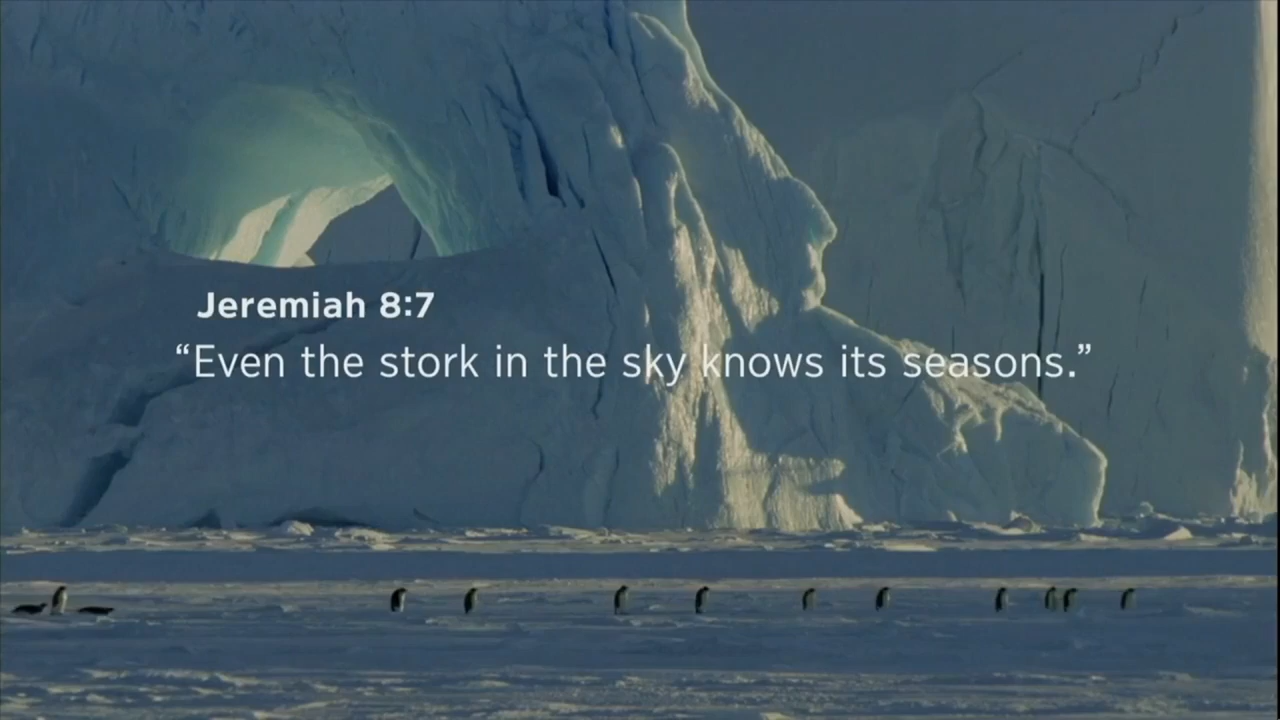 Jeremiah 8:7
“Even the stork in the sky knows its seasons.”